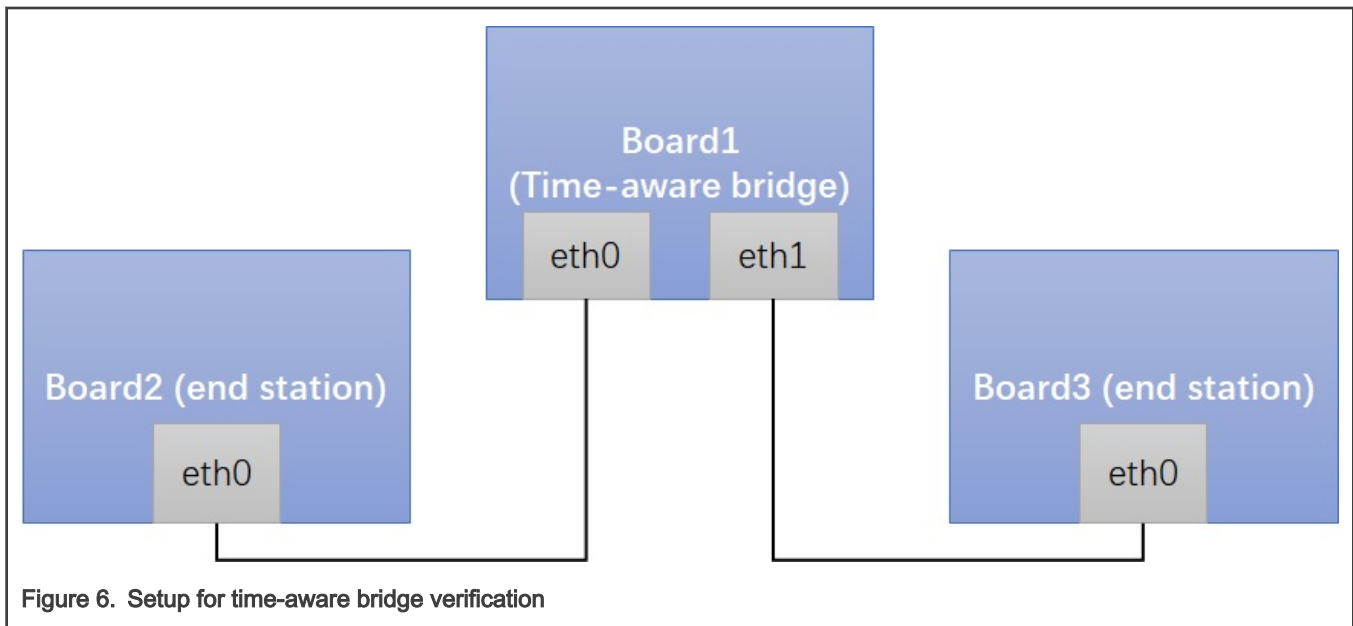 Board1
(Time-aware bridge)
eth0
eth1
Board2 (end station)
eth0
Board3 (end station)
eth0
Figure 6. Setup for time-aware bridge verification